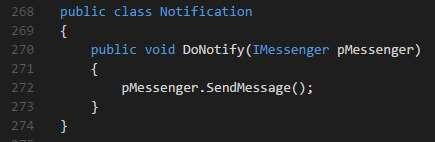 268 public class Notification
269 {
270     public void DoNotify(IMessenger pMessenger)
271     {
272         pMessenger.SendMessage();
273     }
274 }